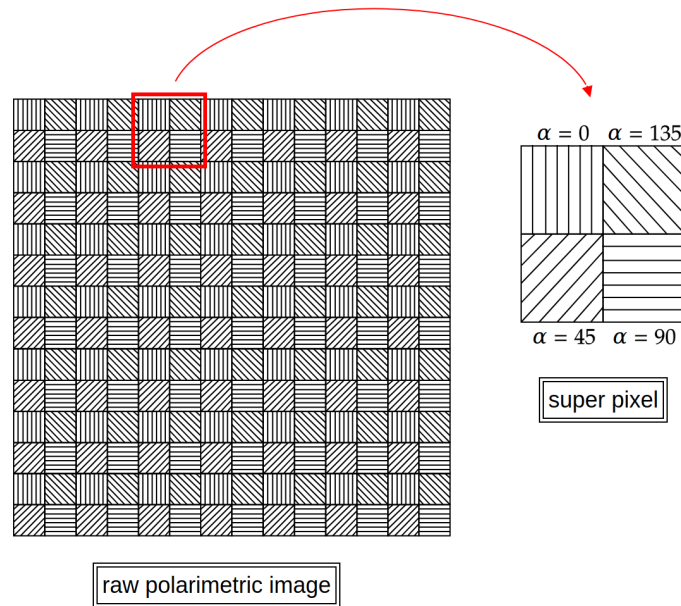 α = 0 α = 135
α = 45 α = 90
super pixel
raw polarimetric image